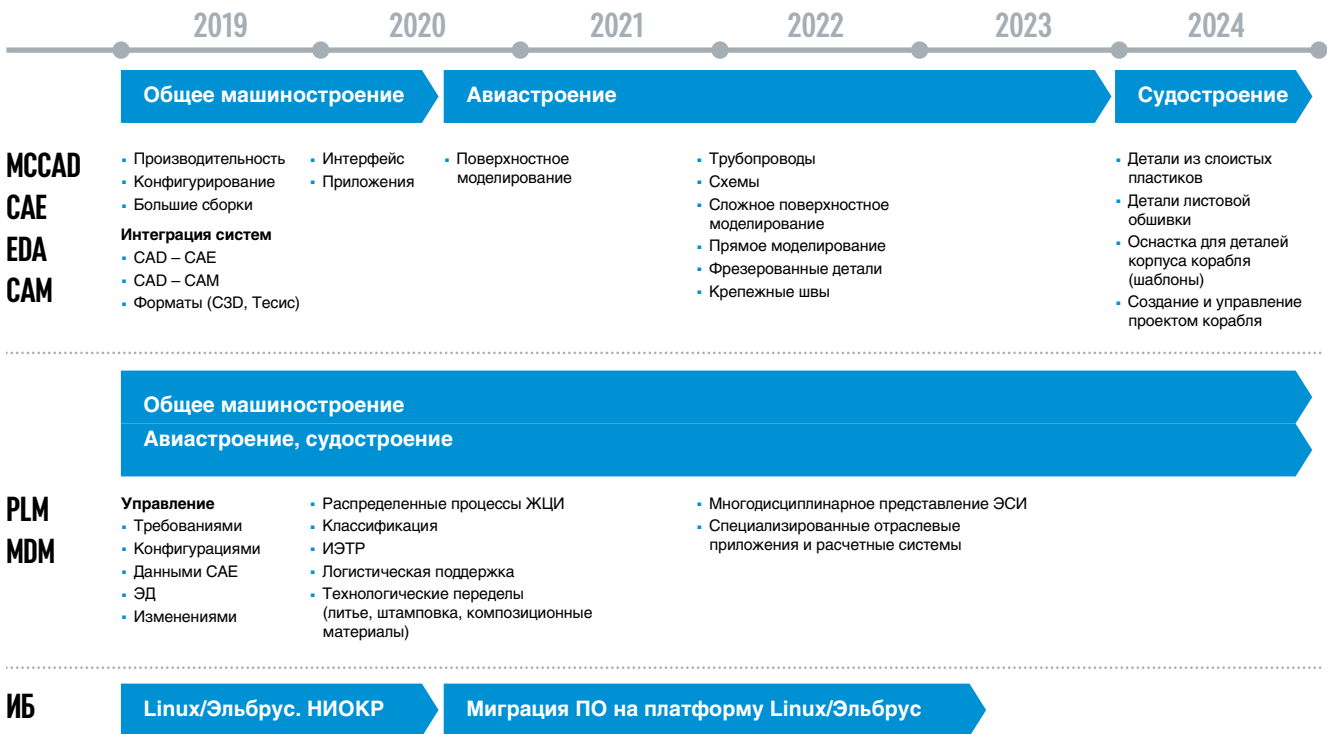 2019 2020 2021 2022 2023 2024
Общее машиностроение
Авиастроение
Судостроение
MCCAD
CAE
EDA
CAM
▪ Производительность
▪ Конфигурирование
▪ Большие сборки
Интеграция систем
▪ CAD – CAE
▪ CAD – CAM
▪ Форматы (C3D, Тесис)
▪ Интерфейс
▪ Приложения
▪ Поверхностное
моделирование
▪ Трубопроводы
▪ Схемы
▪ Сложное поверхностное
моделирование
▪ Прямое моделирование
▪ Фрезерованные детали
▪ Крепежные швы
▪ Детали из слоистых
пластиков
▪ Детали листовой
обшивки
▪ Оснастка для деталей
корпуса корабля
(шаблоны)
▪ Создание и управление
проектом корабля
Общее машиностроение
Авиастроение, судостроение
PLM
MDM
Управление
▪ Требованиями
▪ Конфигурациями
▪ Данными CAE
▪ ЭД
▪ Изменениями
▪ Распределенные процессы ЖЦИ
▪ Классификация
▪ ИЭТР
▪ Логистическая поддержка
▪ Технологические переделы
(литье, штамповка, композиционные
материалы)
▪ Многодисциплинарное представление ЭСИ
▪ Специализированные отраслевые
приложения и расчетные системы
ИБ
Linux/Эльбрус. НИОКР
Миграция ПО на платформу Linux/Эльбрус